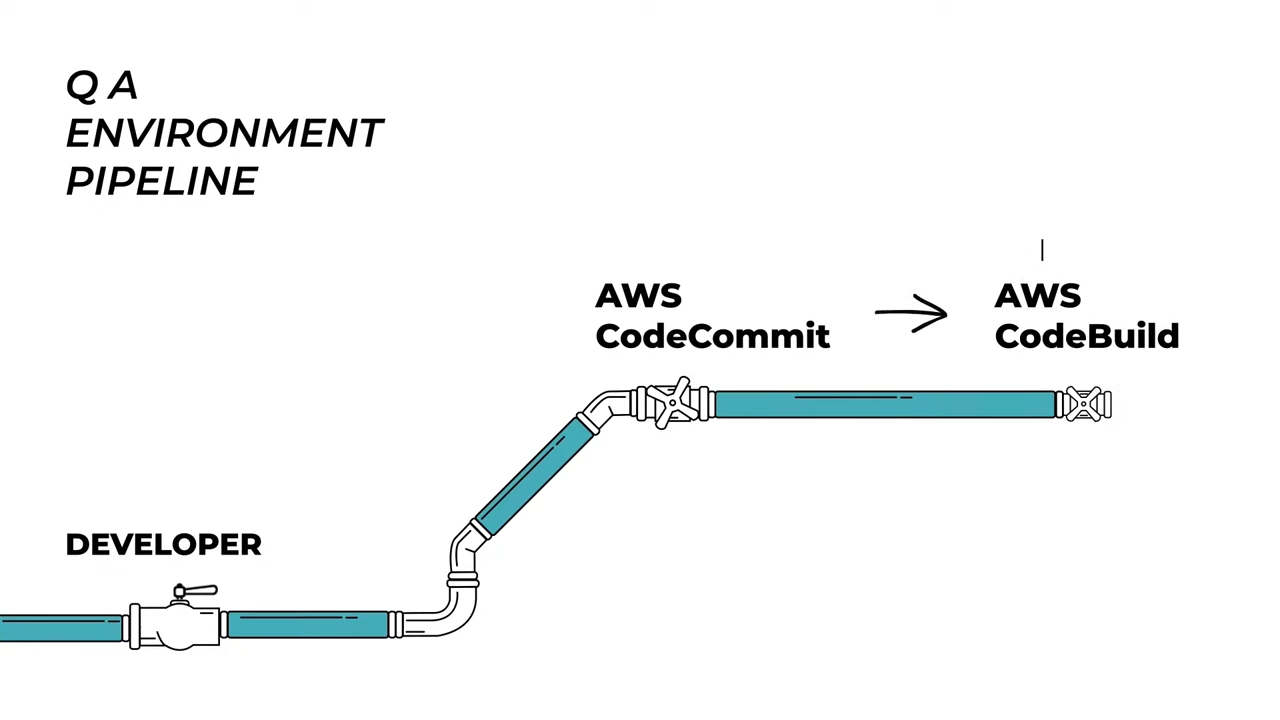 Q A
ENVIRONMENT
PIPELINE
AWS
CodeCommit
AWS
CodeBuild
DEVELOPER